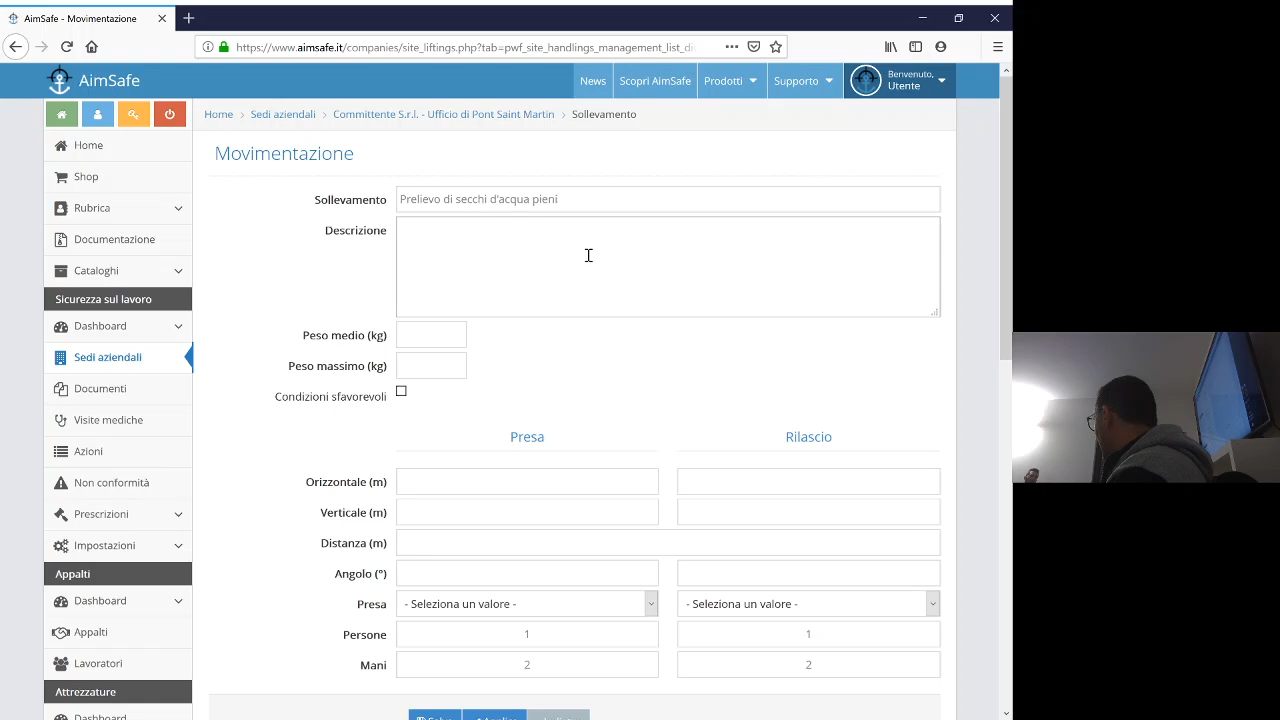 AimSafe - Movimentazione
https://www.aimsafe.it/companies/site_liftings.php?tab=pwf_site_handlings_management_list_di
AimSafe
News
Scopri AimSafe
Prodotti
Supporto
Benvenuto,
Utente
Home > Sedi aziendali > Committente S.r.l. - Ufficio di Pont Saint Martin > Sollevamento
Home
Shop
Rubrica
Documentazione
Cataloghi
Sicurezza sul lavoro
Dashboard
Sedi aziendali
Documenti
Visite mediche
Azioni
Non conformità
Prescrizioni
Impostazioni
Appalti
Dashboard
Appalti
Lavoratori
Attrezzature
Dashboard
Movimentazione
Sollevamento Prelievo di secchi d'acqua pieni
Descrizione
Peso medio (kg)
Peso massimo (kg)
Condizioni sfavorevoli
Presa Rilascio
Orizzontale (m)
Verticale (m)
Distanza (m)
Angolo (°)
Presa - Seleziona un valore - - Seleziona un valore -
Persone 1 1
Mani 2 2